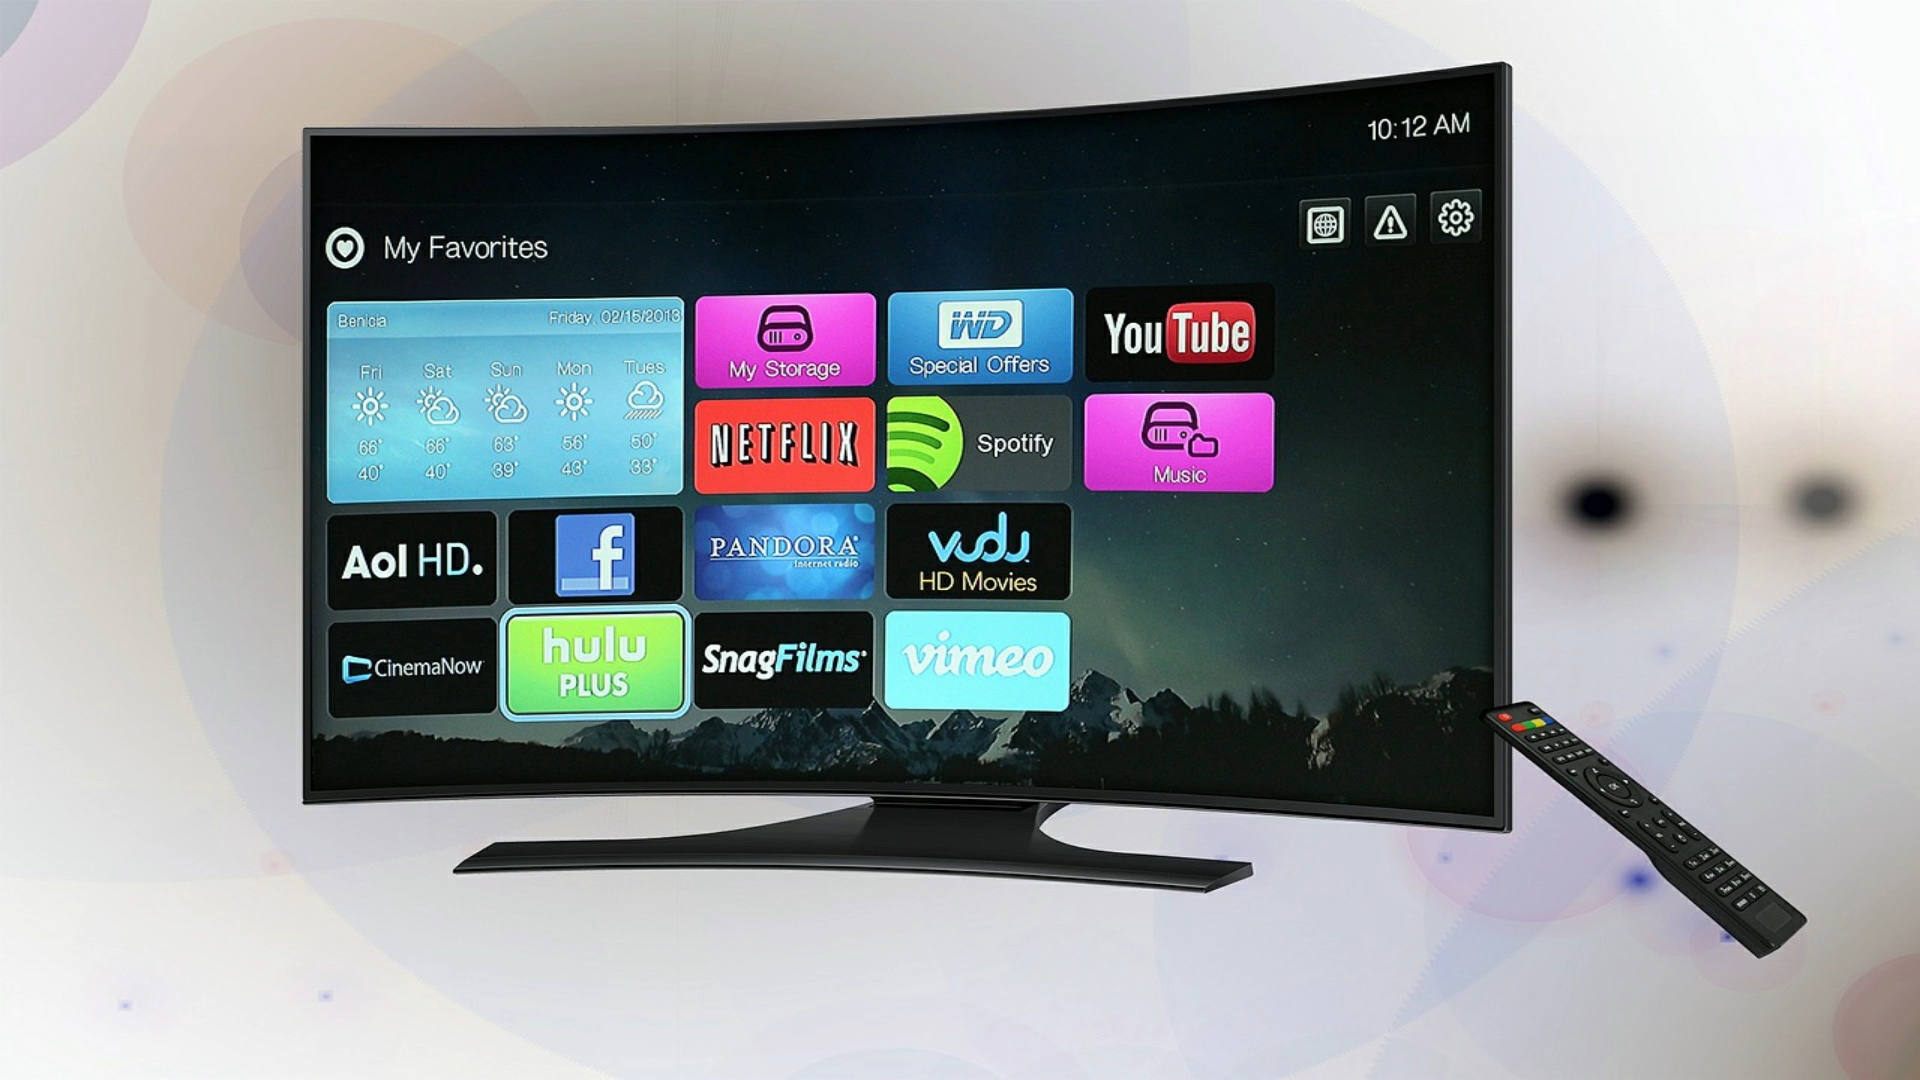 10:12 AM
My Favorites
Benicia
Friday, 02/15/2013
Fri Sat Sun Mon Tues
66° 66° 63° 56° 50°
40° 40° 39° 43° 33°
My Storage
WD
Special Offers
YouTube
NETFLIX
Spotify
Music
Aol HD.
f
PANDORA
internet radio
vudu
HD Movies
CinemaNow
hulu
PLUS
SnagFilms
vimeo